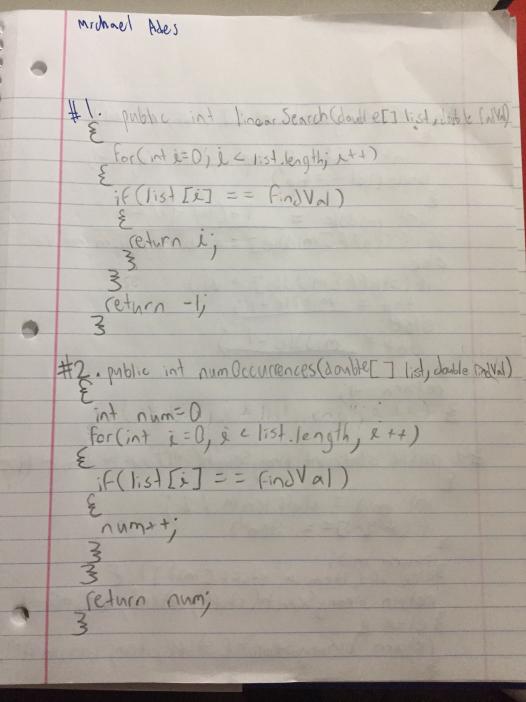 Michael Ades
#1. public int linearSearch(double[] list, double findVal)
{
for(int i=0; i < list.length; i++)
{
if(list[i] == findVal)
{
return i;
}
}
return -1;
}
#2. public int numOccurrences(double[] list, double findVal)
{
int num=0
for(int i=0, i < list.length, i++)
{
if(list[i] == findVal)
{
num++;
}
}
return num;
}